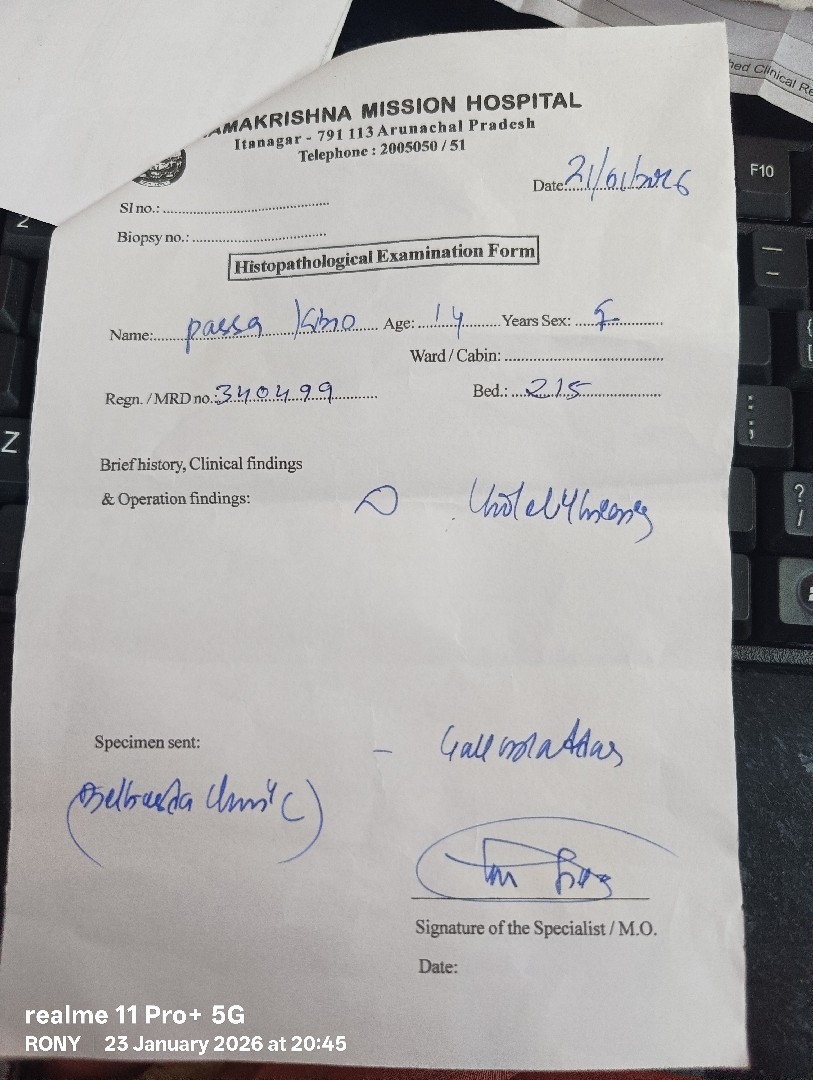 AMAKRISHNA MISSION HOSPITAL
Itanagar - 791 113 Arunachal Pradesh
Telephone : 2005050 / 51
Date: 21/01/2026
Sl no.:
Biopsy no.:
Histopathological Examination Form
Name: Passa Age: 14 Years Sex: F
Ward / Cabin:
Regn. / MRD no.: 340499 Bed.: 215
Brief history, Clinical findings
& Operation findings:
Specimen sent: -
Signature of the Specialist / M.O.
Date:
hed Clinical Re
F10
2
Z
?
/
realme 11 Pro+ 5G
RONY 23 January 2026 at 20:45